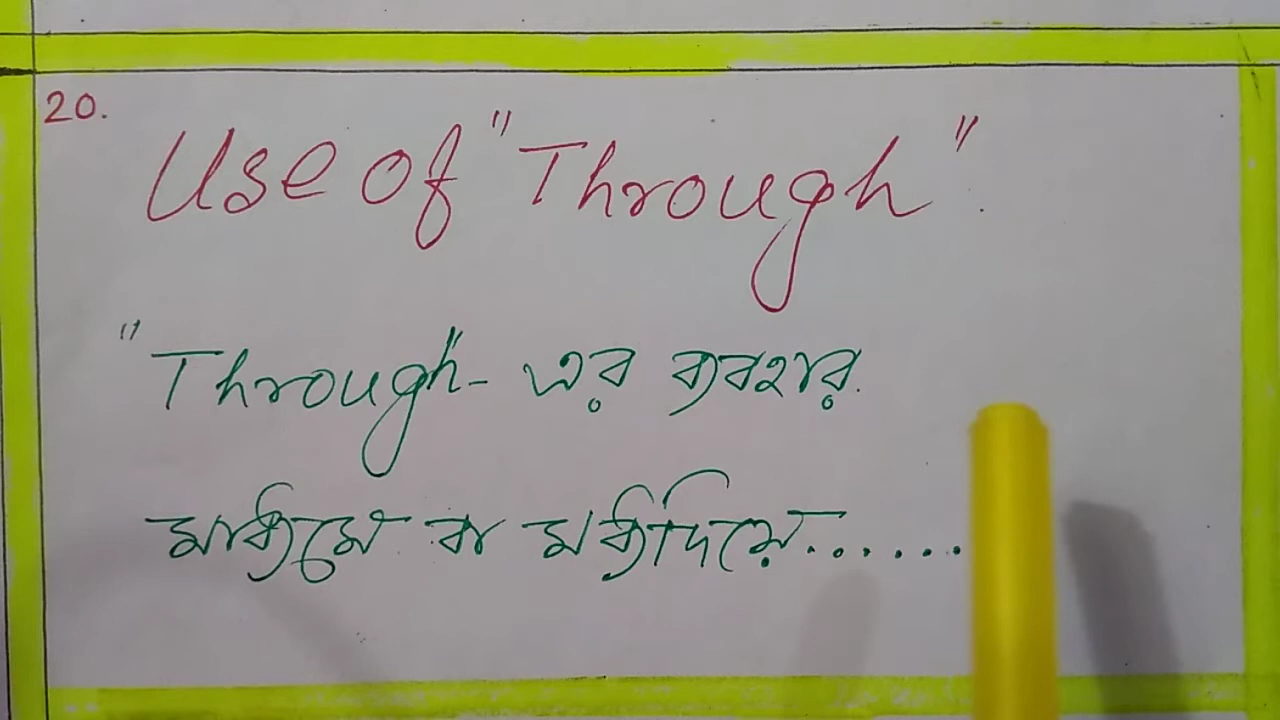 20.
Use of "Through".
"Through"- এর ব্যবহার.
মাধ্যমে বা মধ্যদিয়ে.......